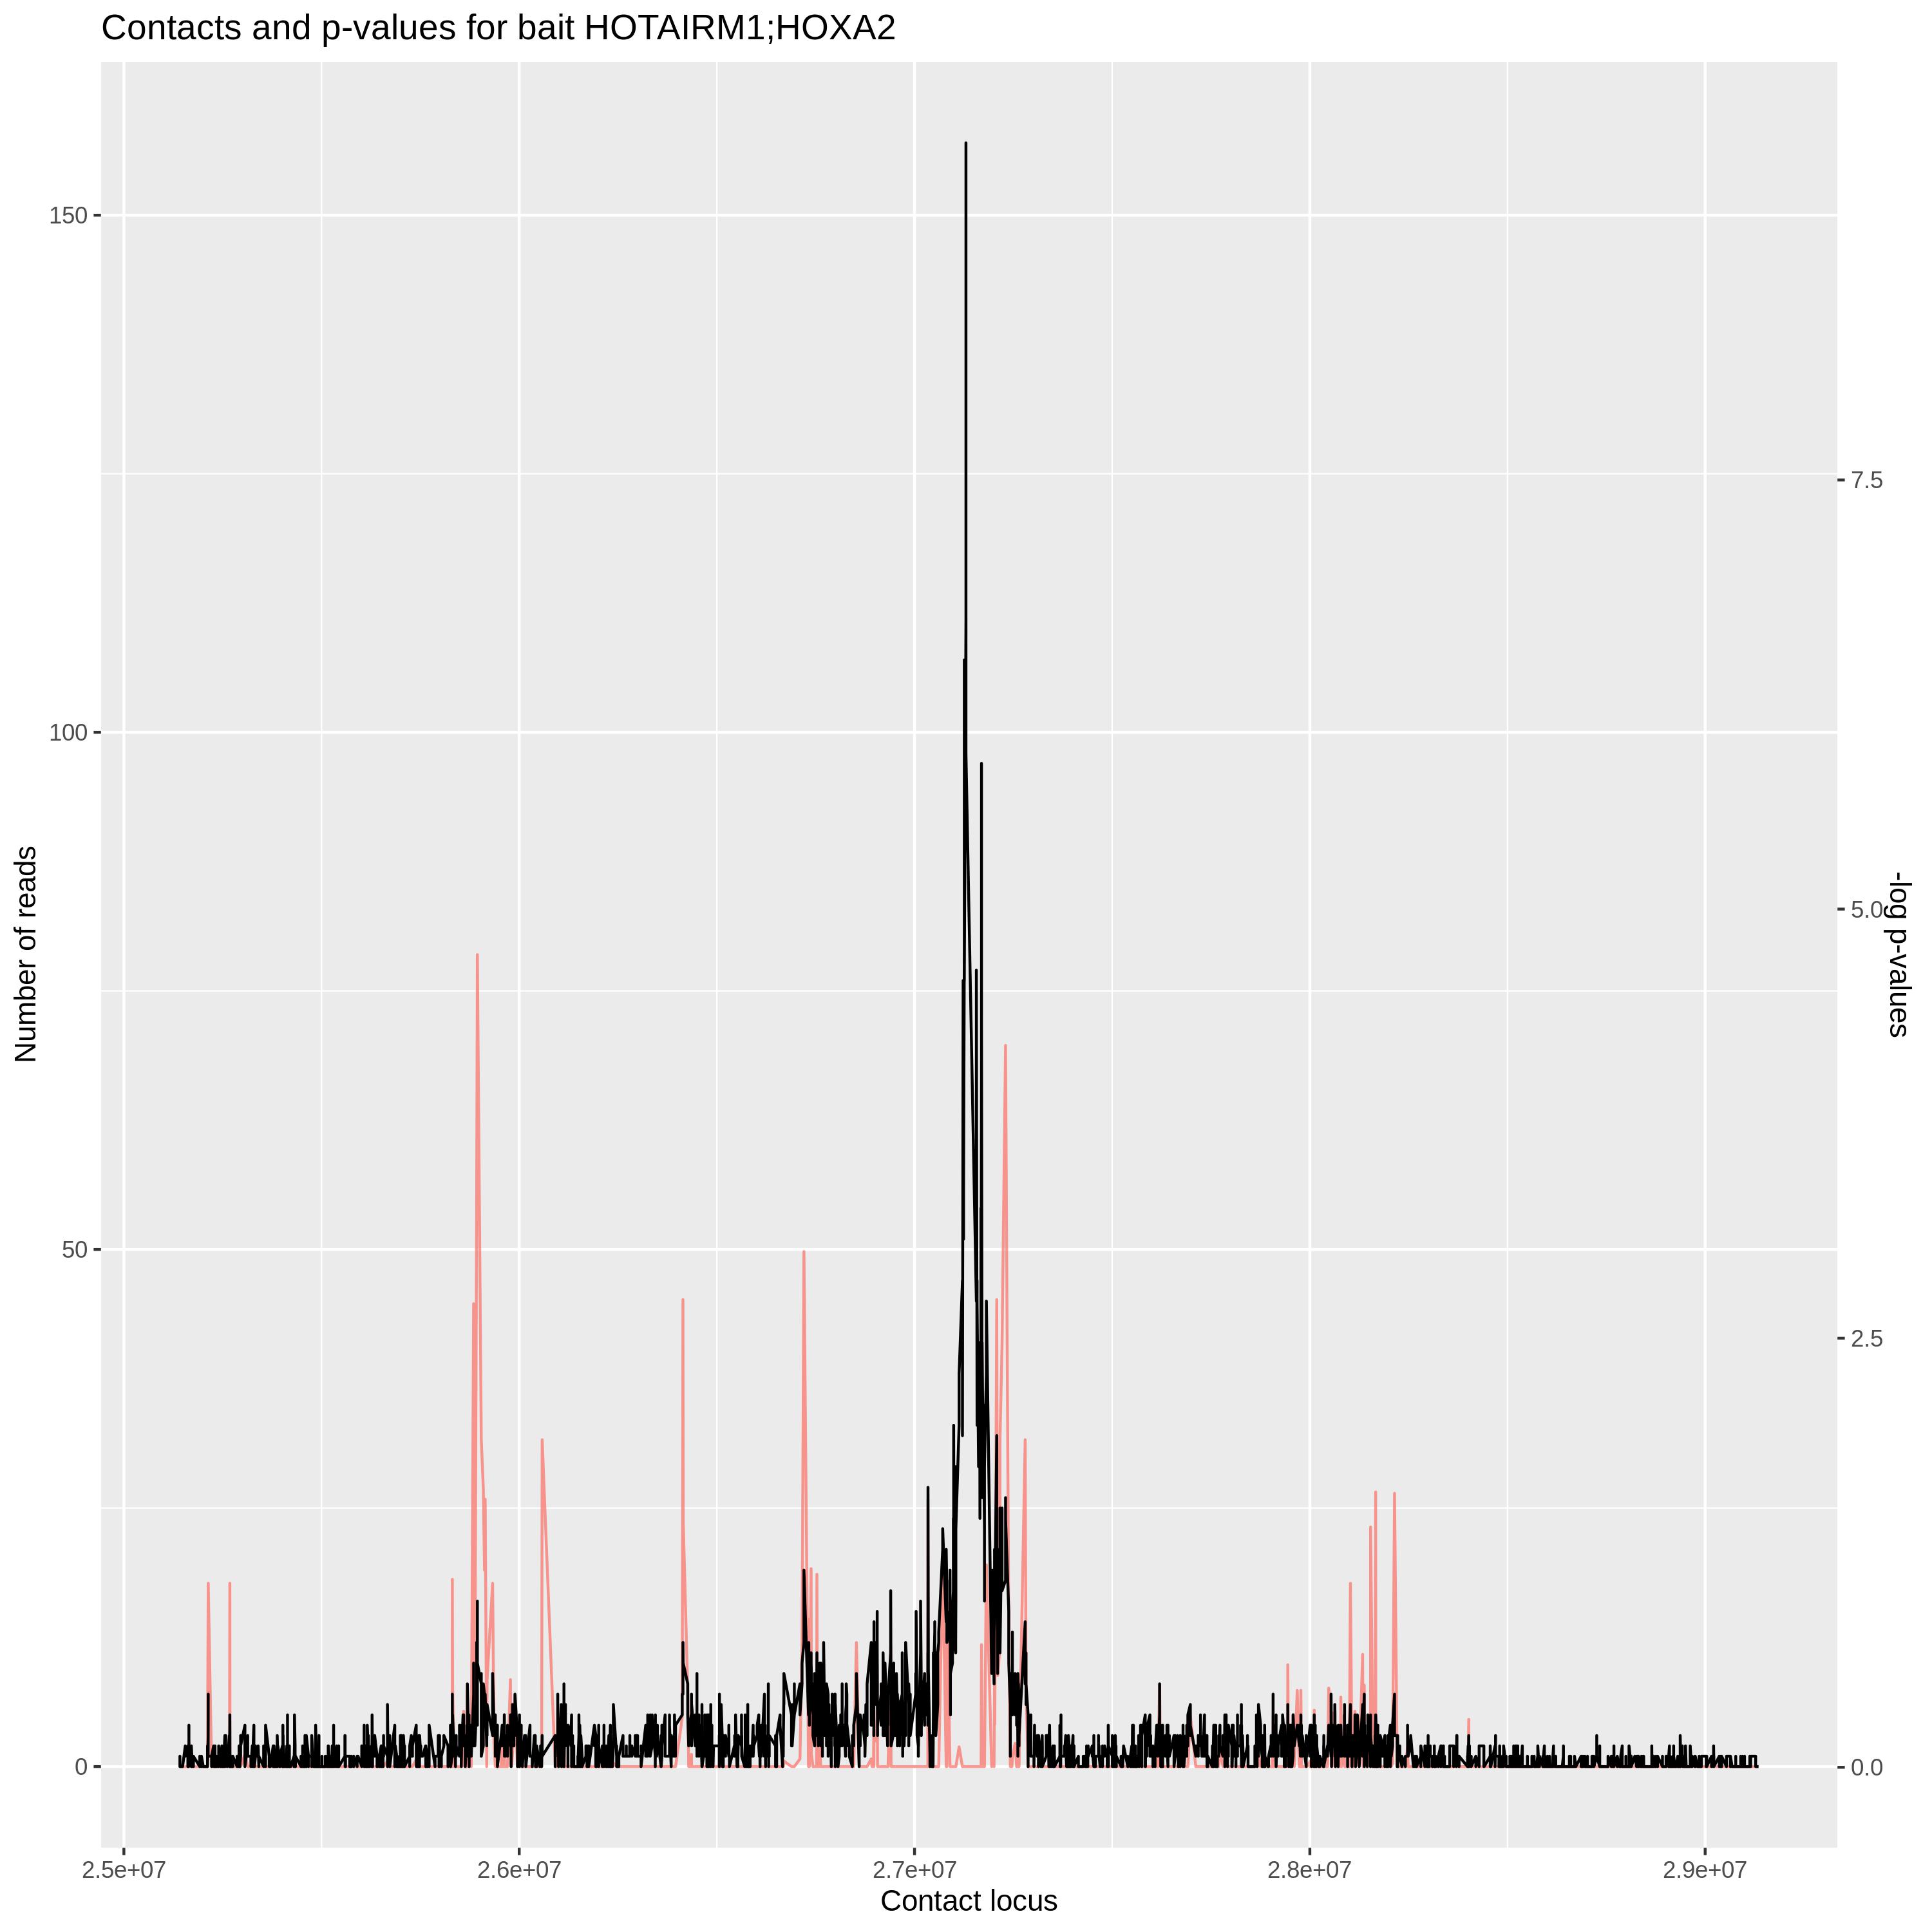 Contacts and p-values for bait HOTAIRM1;HOXA2
150
100
50
0
Number of reads
7.5
5.0
2.5
0.0
-log p-values
2.5e+07
2.6e+07
2.7e+07
2.8e+07
2.9e+07
Contact locus